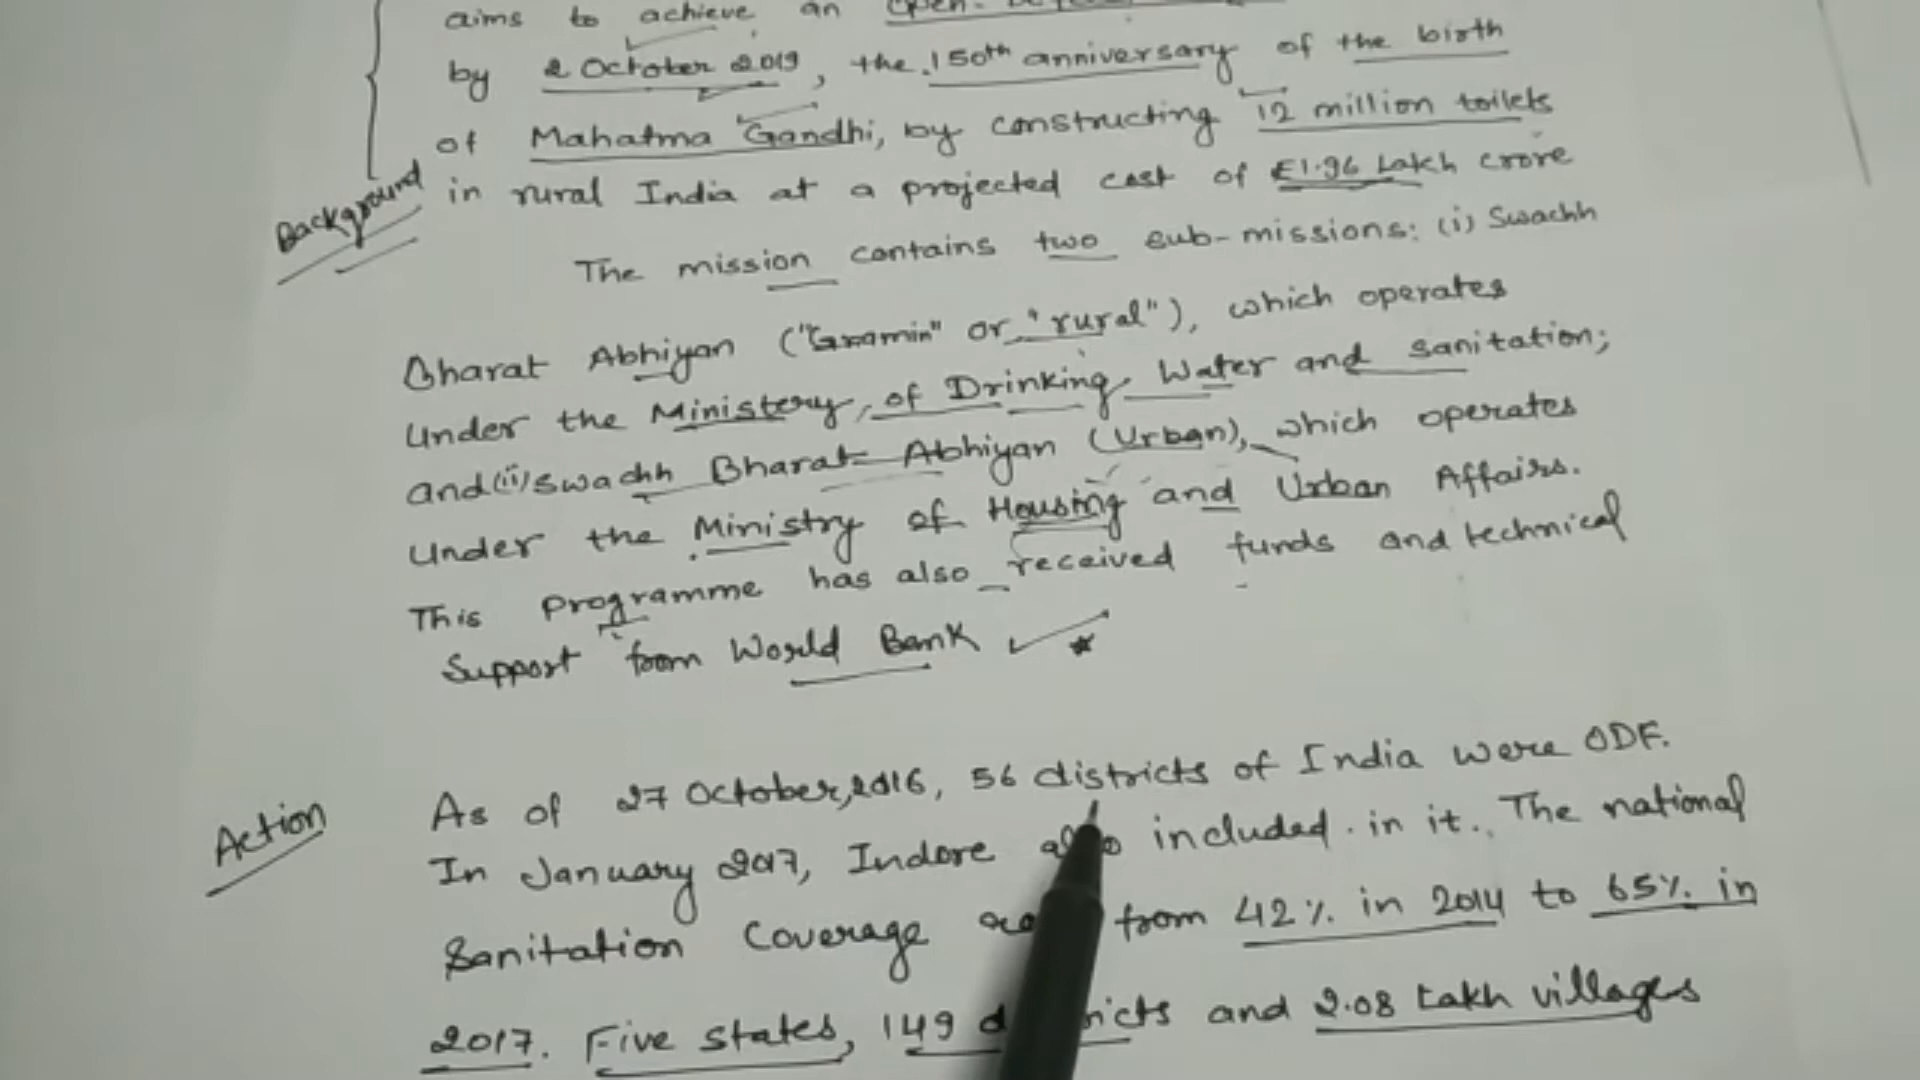 aims to achieve an open-
by 2 October 2019, the 150th anniversary of the birth
of Mahatma Gandhi, by constructing 12 million toilets
in rural India at a projected cost of ₹1.96 Lakh crore
Background
The mission contains two sub-missions: (i) Swachh
Bharat Abhiyan ("Gramin" or "rural"), which operates
under the Ministery, of Drinking Water and sanitation;
and (ii) swachh Bharat Abhiyan (Urban), which operates
under the Ministry of Housing and Urban Affairs.
This programme has also received funds and technical
Support from World Bank
Action
As of 27 October, 2016, 56 districts of India were ODF.
In January 2017, Indore also included in it. The national
Sanitation Coverage from 42% in 2014 to 65% in
2017. Five states, 149 districts and 2.08 Lakh villages